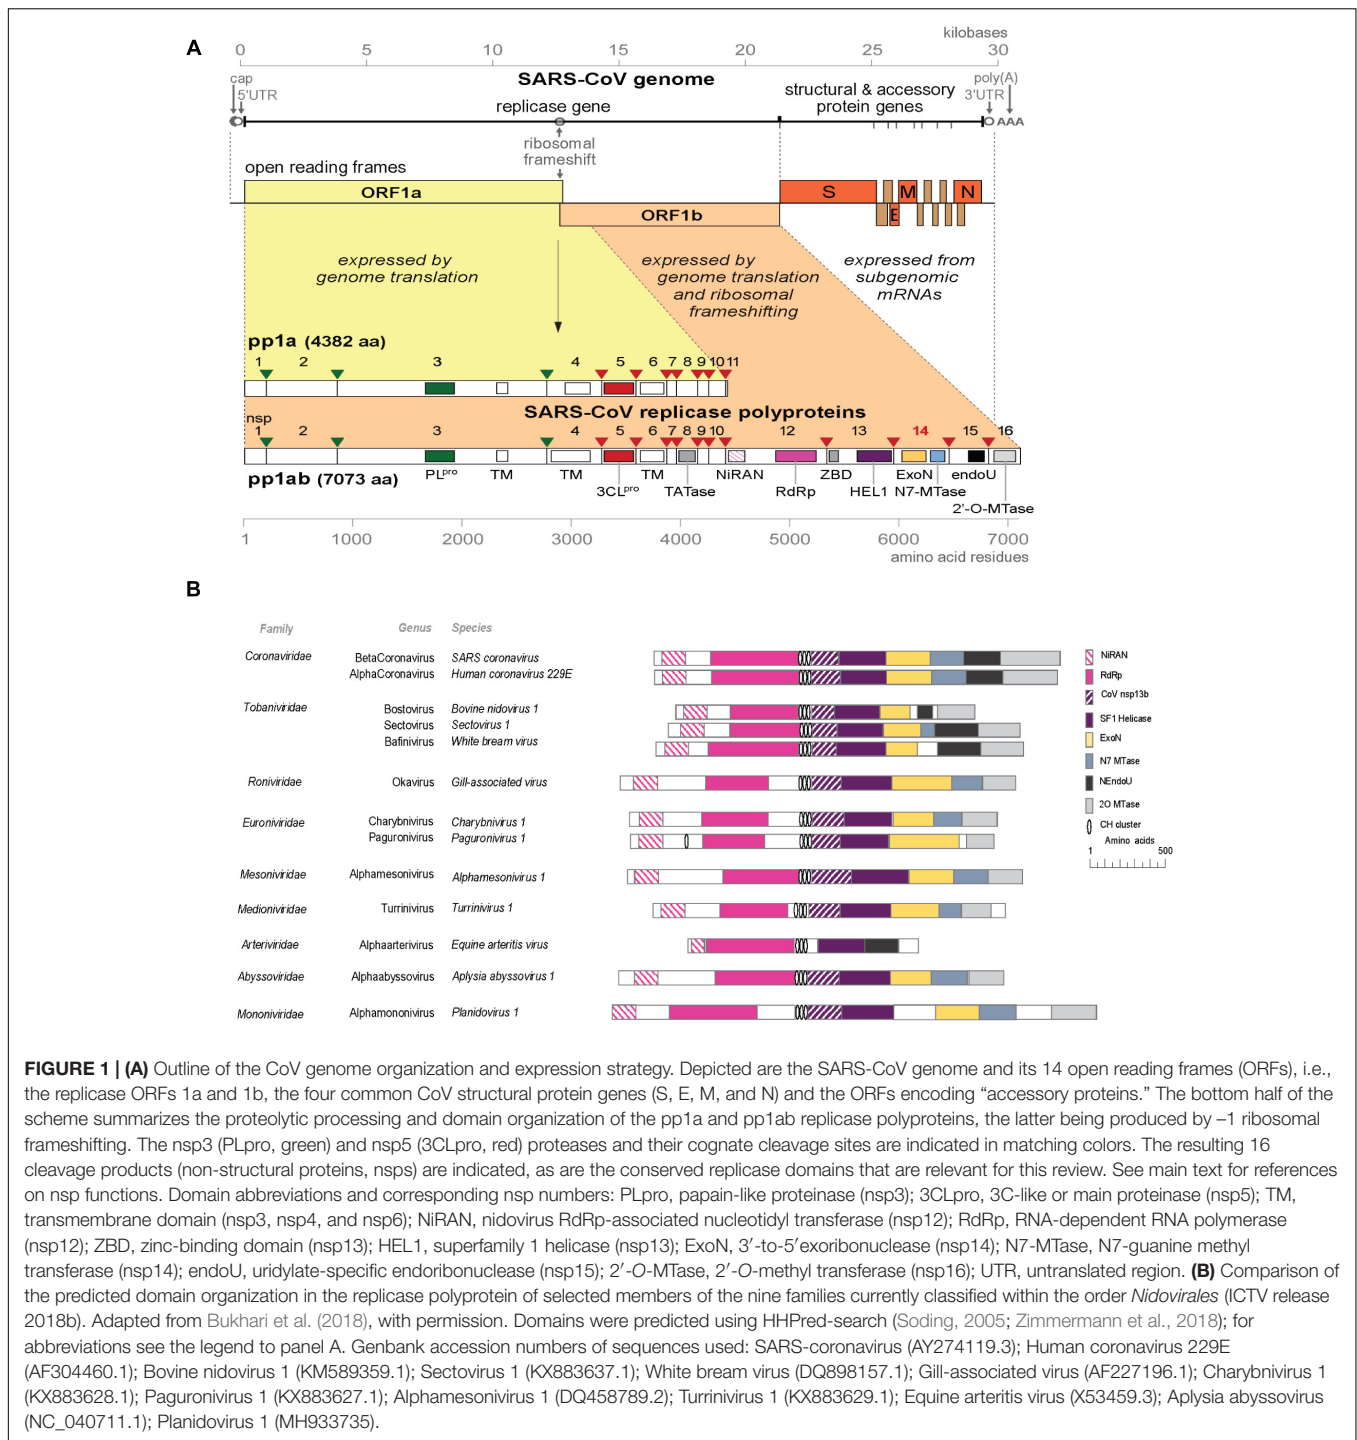 A
kilobases
0 5 10 15 20 25 30
cap
5'UTR
SARS-CoV genome
poly(A)
3'UTR
structural & accessory
protein genes
replicase gene
AAA
ribosomal
frameshift
open reading frames
ORF1a
S
M
N
ORF1b
E
expressed by
genome translation
expressed by
genome translation
and ribosomal
frameshifting
expressed from
subgenomic
mRNAs
pp1a (4382 aa)
1 2 3 4 5 6 7 8 9 10 11
SARS-CoV replicase polyproteins
nsp
1 2 3 4 5 6 7 8 9 10 12 13 14 15 16
pp1ab (7073 aa)
PLpro TM TM TM NiRAN ZBD ExoN endoU
3CLpro TATase RdRp HEL1 N7-MTase
2'-O-MTase
1 1000 2000 3000 4000 5000 6000 7000
amino acid residues
B
Family Genus Species
Coronaviridae BetaCoronavirus SARS coronavirus
AlphaCoronavirus Human coronavirus 229E
Tobaniviridae Bostovirus Bovine nidovirus 1
Sectovirus Sectovirus 1
Bafinivirus White bream virus
Roniviridae Okavirus Gill-associated virus
Euroniviridae Charybnivirus Charybnivirus 1
Paguronivirus Paguronivirus 1
Mesoniviridae Alphamesonivirus Alphamesonivirus 1
Medioniviridae Turrinivirus Turrinivirus 1
Arteriviridae Alphaarterivirus Equine arteritis virus
Abyssoviridae Alphaabyssovirus Aplysia abyssovirus 1
Mononiviridae Alphamononivirus Planidovirus 1
NiRAN
RdRp
CoV nsp13b
SF1 Helicase
ExoN
N7 MTase
NEndoU
2O MTase
CH cluster
Amino acids
1 500
FIGURE 1 | (A) Outline of the CoV genome organization and expression strategy. Depicted are the SARS-CoV genome and its 14 open reading frames (ORFs), i.e.,
the replicase ORFs 1a and 1b, the four common CoV structural protein genes (S, E, M, and N) and the ORFs encoding “accessory proteins.” The bottom half of the
scheme summarizes the proteolytic processing and domain organization of the pp1a and pp1ab replicase polyproteins, the latter being produced by –1 ribosomal
frameshifting. The nsp3 (PLpro, green) and nsp5 (3CLpro, red) proteases and their cognate cleavage sites are indicated in matching colors. The resulting 16
cleavage products (non-structural proteins, nsps) are indicated, as are the conserved replicase domains that are relevant for this review. See main text for references
on nsp functions. Domain abbreviations and corresponding nsp numbers: PLpro, papain-like proteinase (nsp3); 3CLpro, 3C-like or main proteinase (nsp5); TM,
transmembrane domain (nsp3, nsp4, and nsp6); NiRAN, nidovirus RdRp-associated nucleotidyl transferase (nsp12); RdRp, RNA-dependent RNA polymerase
(nsp12); ZBD, zinc-binding domain (nsp13); HEL1, superfamily 1 helicase (nsp13); ExoN, 3′-to-5′exoribonuclease (nsp14); N7-MTase, N7-guanine methyl
transferase (nsp14); endoU, uridylate-specific endoribonuclease (nsp15); 2′-O-MTase, 2′-O-methyl transferase (nsp16); UTR, untranslated region. (B) Comparison of
the predicted domain organization in the replicase polyprotein of selected members of the nine families currently classified within the order Nidovirales (ICTV release
2018b). Adapted from Bukhari et al. (2018), with permission. Domains were predicted using HHPred-search (Soding, 2005; Zimmermann et al., 2018); for
abbreviations see the legend to panel A. Genbank accession numbers of sequences used: SARS-coronavirus (AY274119.3); Human coronavirus 229E
(AF304460.1); Bovine nidovirus 1 (KM589359.1); Sectovirus 1 (KX883637.1); White bream virus (DQ898157.1); Gill-associated virus (AF227196.1); Charybnivirus 1
(KX883628.1); Paguronivirus 1 (KX883627.1); Alphamesonivirus 1 (DQ458789.2); Turrinivirus 1 (KX883629.1); Equine arteritis virus (X53459.3); Aplysia abyssovirus
(NC_040711.1); Planidovirus 1 (MH933735).